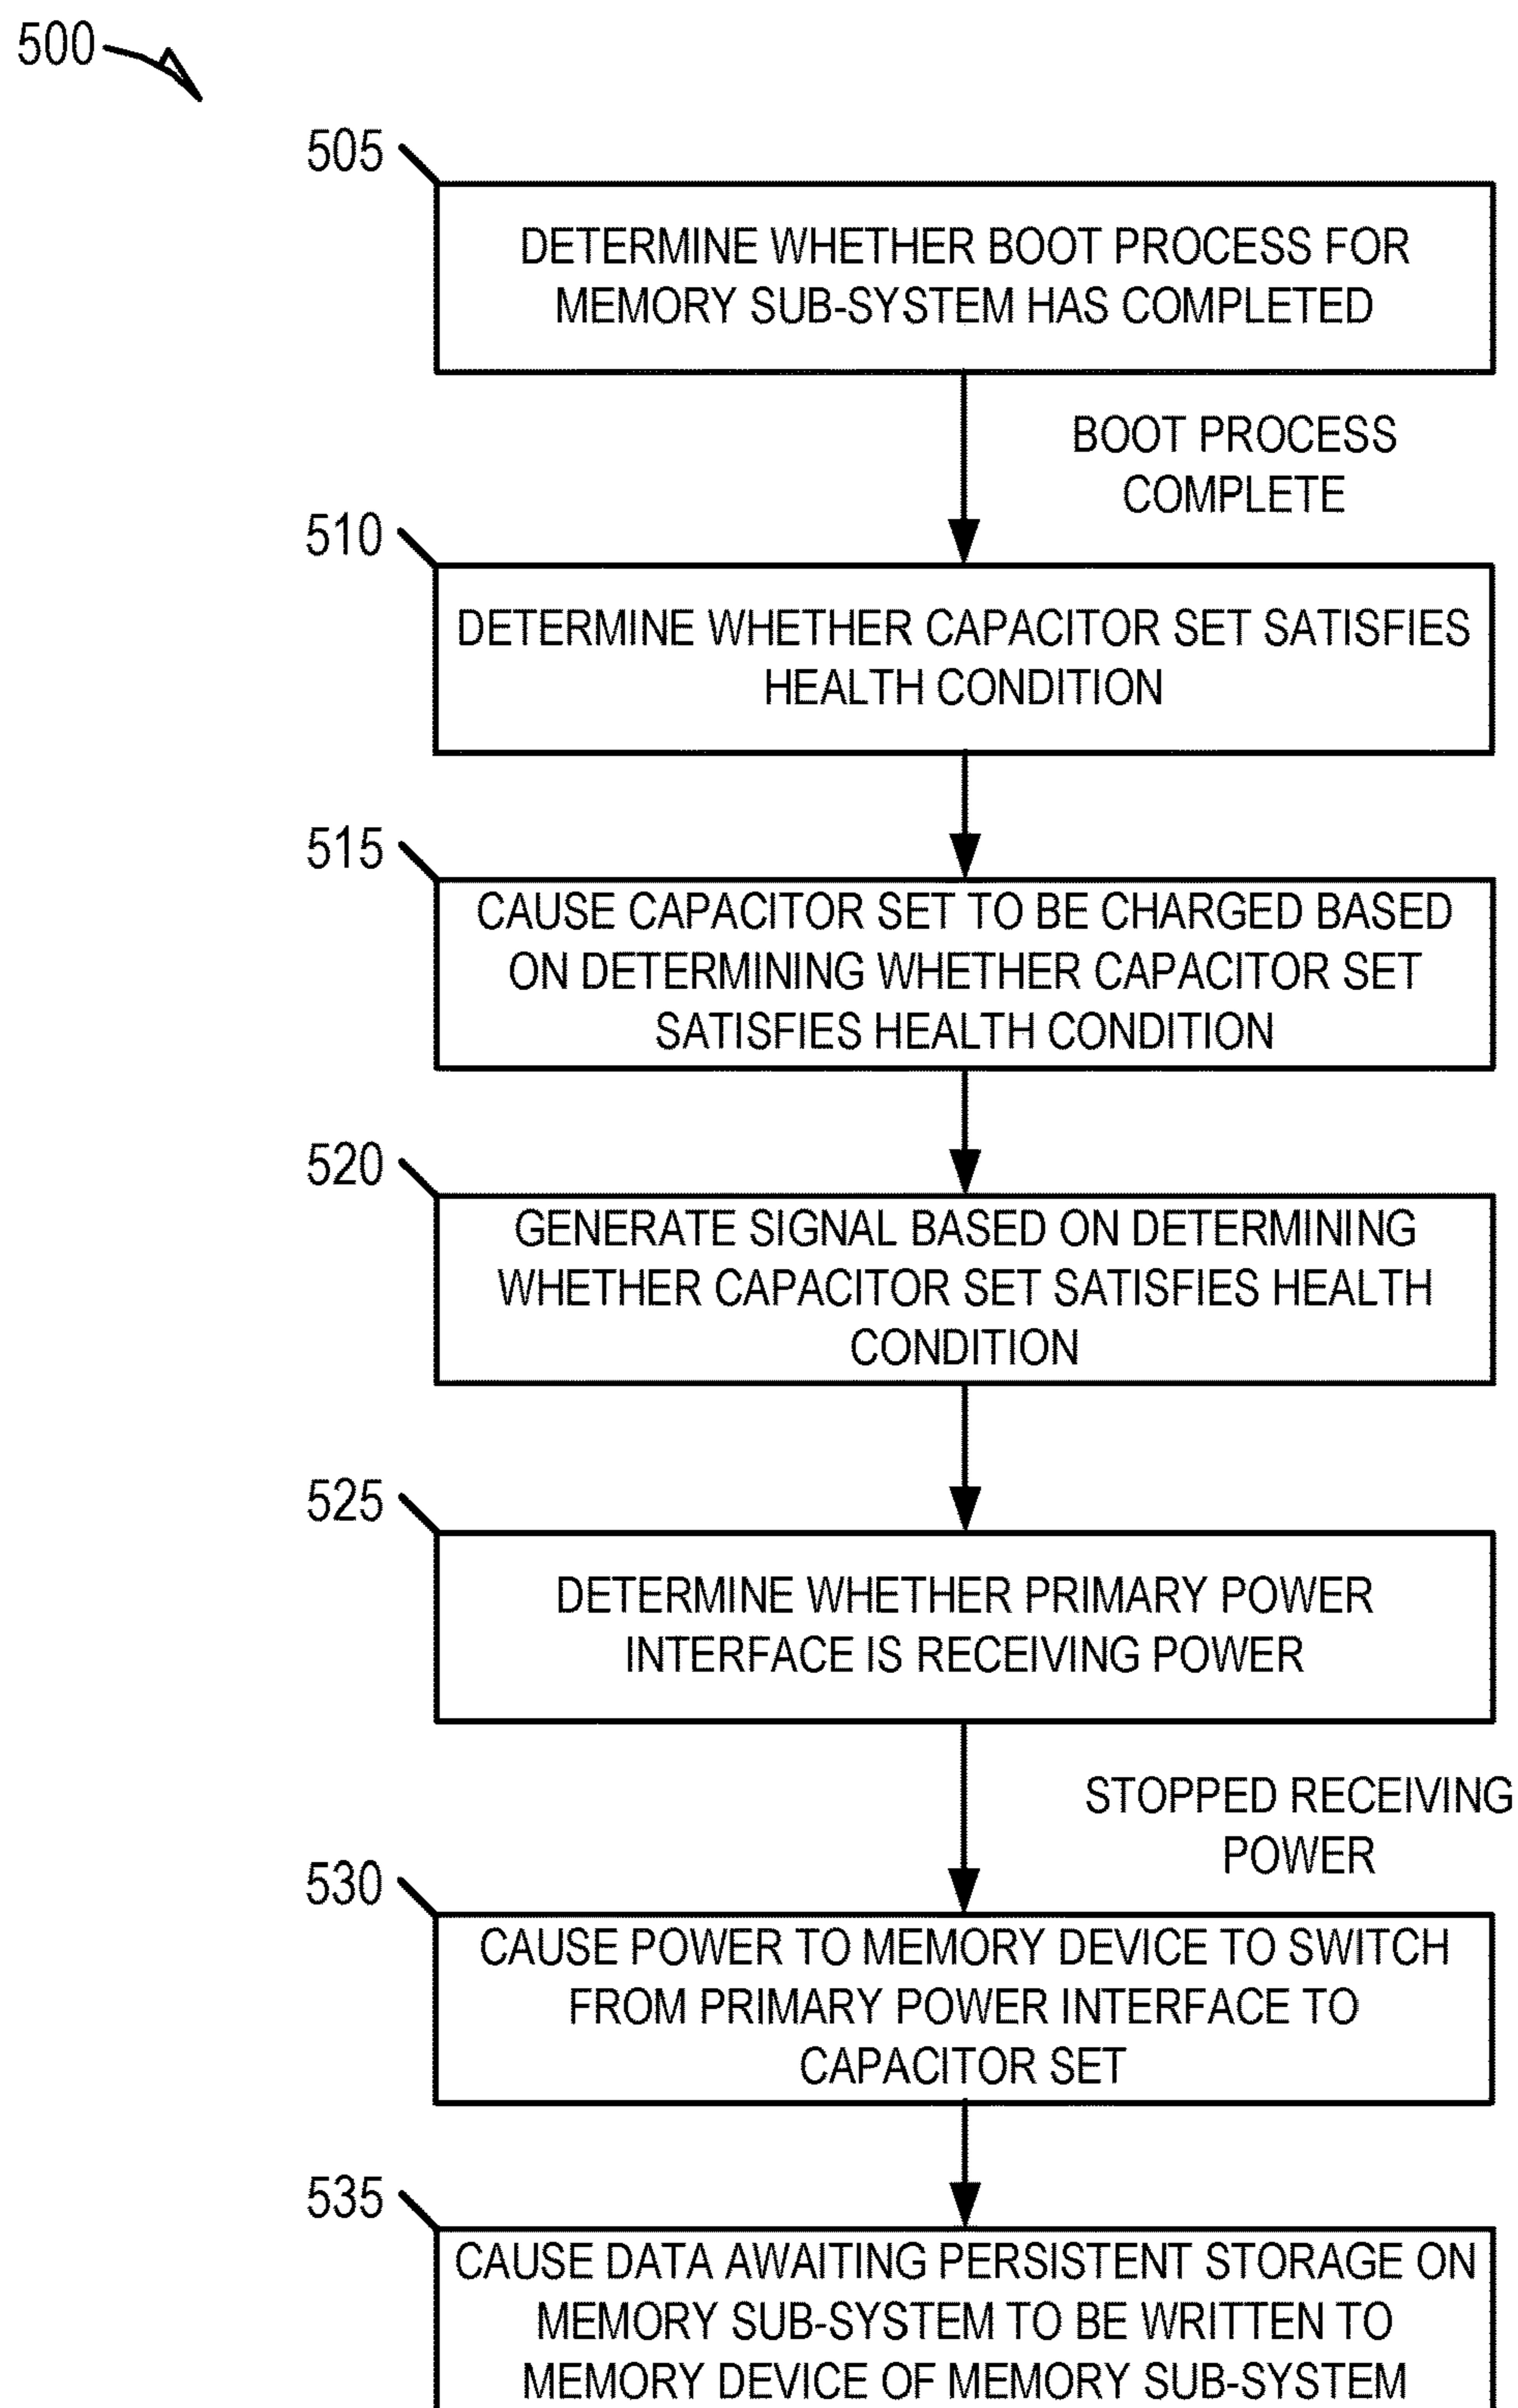 500
505
DETERMINE WHETHER BOOT PROCESS FOR
MEMORY SUB-SYSTEM HAS COMPLETED
BOOT PROCESS
COMPLETE
510
DETERMINE WHETHER CAPACITOR SET SATISFIES
HEALTH CONDITION
515
CAUSE CAPACITOR SET TO BE CHARGED BASED
ON DETERMINING WHETHER CAPACITOR SET
SATISFIES HEALTH CONDITION
520
GENERATE SIGNAL BASED ON DETERMINING
WHETHER CAPACITOR SET SATISFIES HEALTH
CONDITION
525
DETERMINE WHETHER PRIMARY POWER
INTERFACE IS RECEIVING POWER
STOPPED RECEIVING
POWER
530
CAUSE POWER TO MEMORY DEVICE TO SWITCH
FROM PRIMARY POWER INTERFACE TO
CAPACITOR SET
535
CAUSE DATA AWAITING PERSISTENT STORAGE ON
MEMORY SUB-SYSTEM TO BE WRITTEN TO
MEMORY DEVICE OF MEMORY SUB-SYSTEM